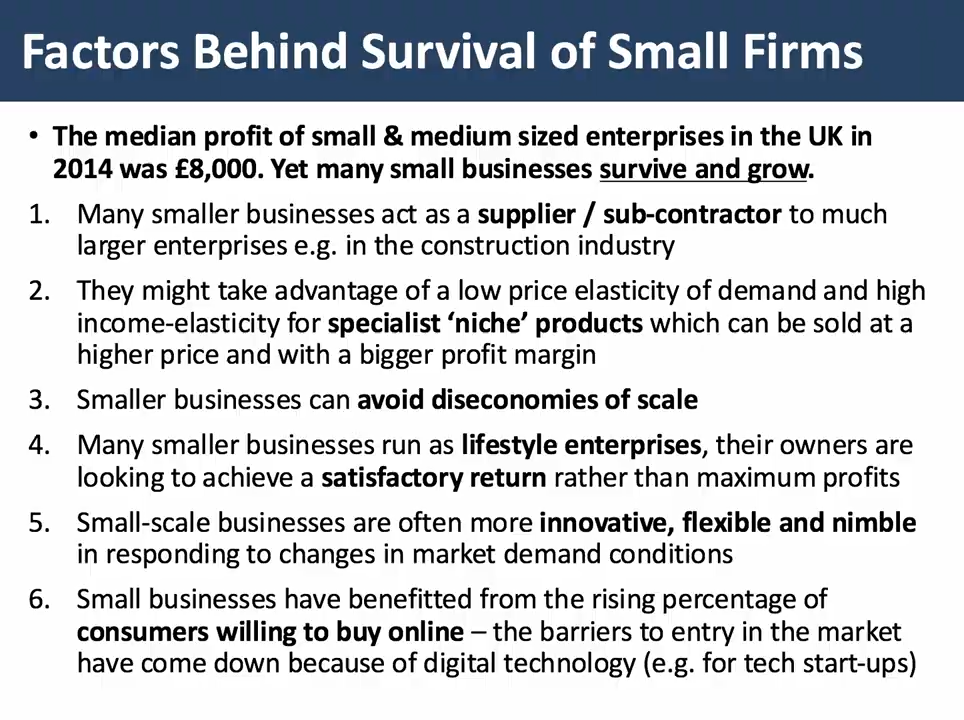 Factors Behind Survival of Small Firms
• The median profit of small & medium sized enterprises in the UK in
2014 was £8,000. Yet many small businesses survive and grow.
1. Many smaller businesses act as a supplier / sub-contractor to much
larger enterprises e.g. in the construction industry
2. They might take advantage of a low price elasticity of demand and high
income-elasticity for specialist ‘niche’ products which can be sold at a
higher price and with a bigger profit margin
3. Smaller businesses can avoid diseconomies of scale
4. Many smaller businesses run as lifestyle enterprises, their owners are
looking to achieve a satisfactory return rather than maximum profits
5. Small-scale businesses are often more innovative, flexible and nimble
in responding to changes in market demand conditions
6. Small businesses have benefitted from the rising percentage of
consumers willing to buy online – the barriers to entry in the market
have come down because of digital technology (e.g. for tech start-ups)